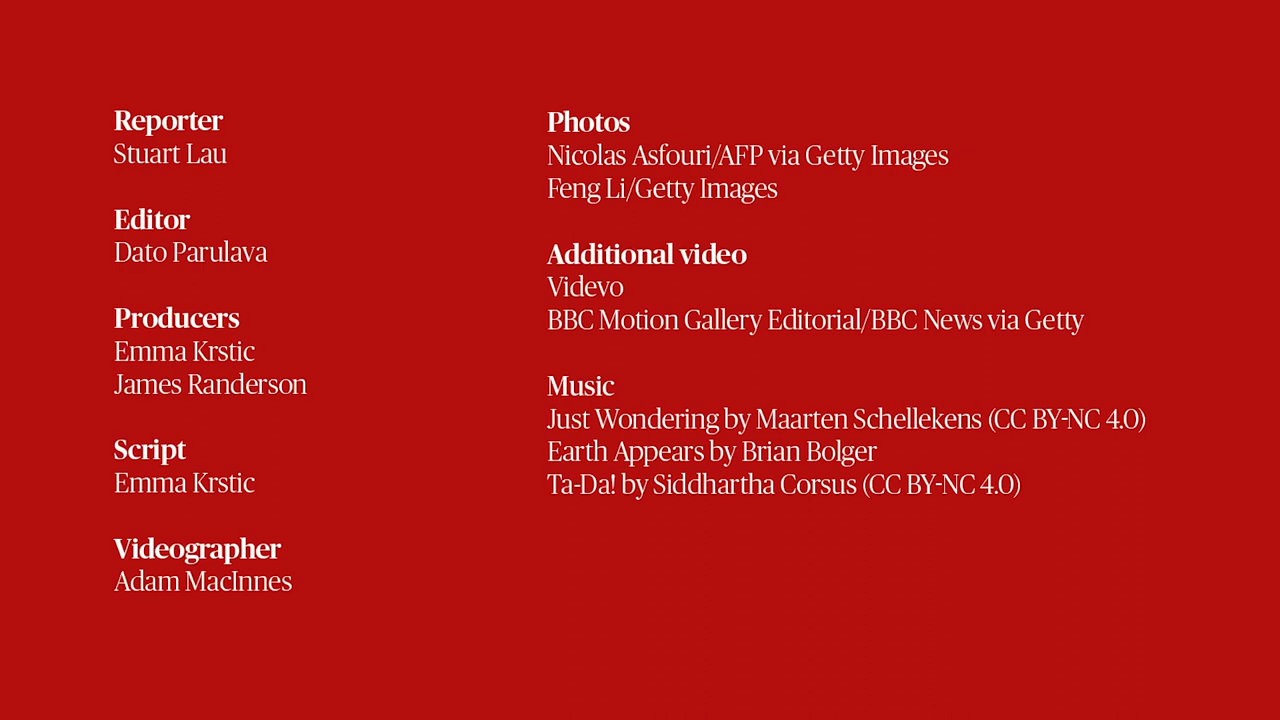 Reporter
Stuart Lau
Editor
Dato Parulava
Producers
Emma Krstic
James Randerson
Script
Emma Krstic
Videographer
Adam MacInnes
Photos
Nicolas Asfouri/AFP via Getty Images
Feng Li/Getty Images
Additional video
Videvo
BBC Motion Gallery Editorial/BBC News via Getty
Music
Just Wondering by Maarten Schellekens (CC BY-NC 4.0)
Earth Appears by Brian Bolger
Ta-Da! by Siddhartha Corsus (CC BY-NC 4.0)